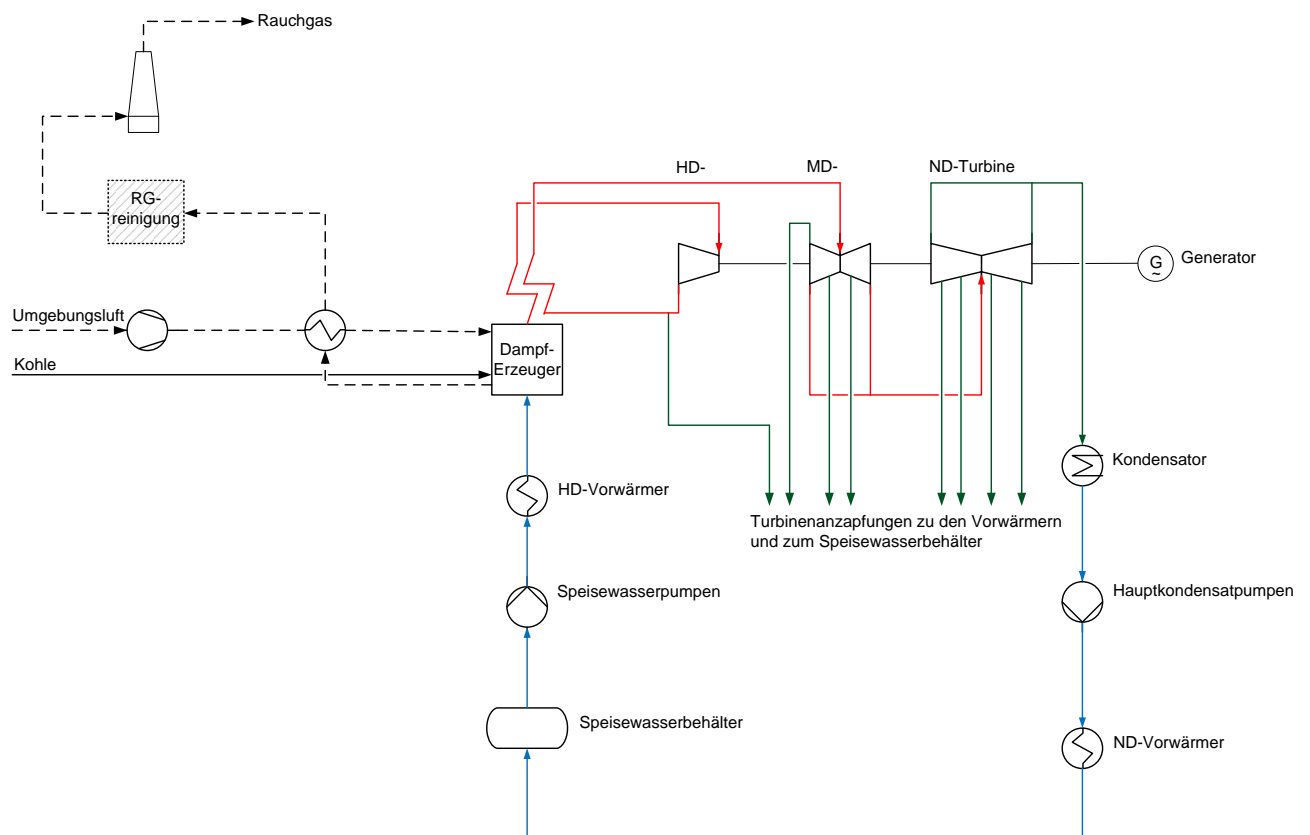 Rauchgas
HD-
MD-
ND-Turbine
RG-
reinigung
G
~
Generator
Umgebungsluft
Dampf-
Erzeuger
Kohle
Kondensator
HD-Vorwärmer
Turbinenanzapfungen zu den Vorwärmern
und zum Speisewasserbehälter
Speisewasserpumpen
Hauptkondensatpumpen
Speisewasserbehälter
ND-Vorwärmer